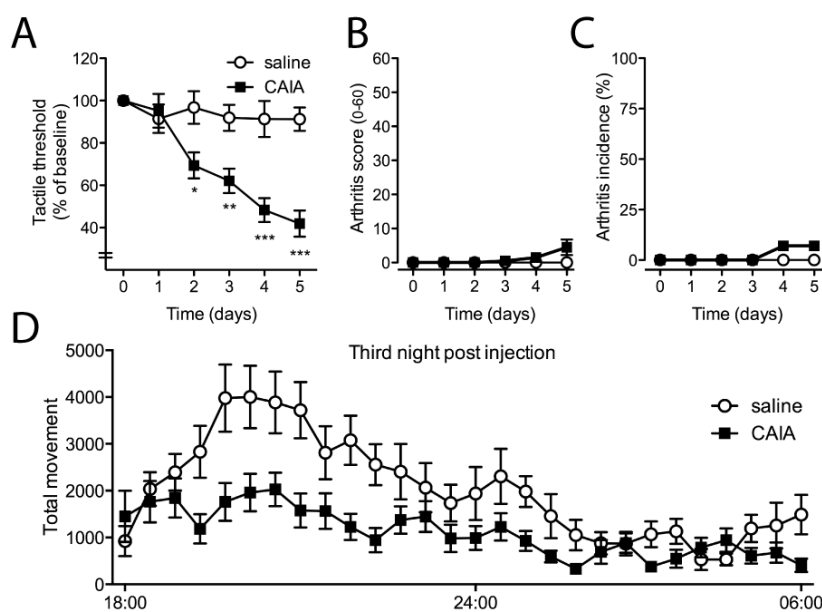 A
saline
CAIA
Tactile threshold
(% of baseline)
120
100
80
60
40
* ** *** ***
0 1 2 3 4 5
Time (days)
B
Arthritis score (0-60)
60
50
40
30
20
10
0
0 1 2 3 4 5
Time (days)
C
Arthritis incidence (%)
100
75
50
25
0
0 1 2 3 4 5
Time (days)
D
Third night post injection
saline
CAIA
Total movement
5000
4000
3000
2000
1000
0
18:00 24:00 06:00